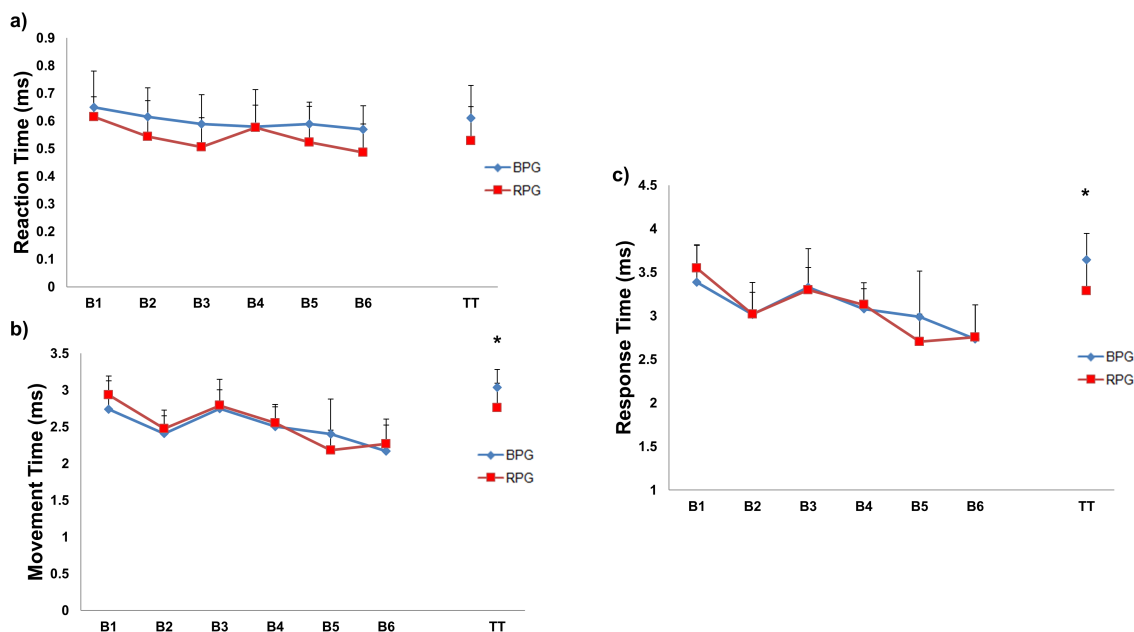 a)
Reaction Time (ms)
0.9
0.8
0.7
0.6
0.5
0.4
0.3
0.2
0.1
0
B1 B2 B3 B4 B5 B6 TT
BPG
RPG
b)
Movement Time (ms)
3.5
3
2.5
2
1.5
1
0.5
0
*
B1 B2 B3 B4 B5 B6 TT
BPG
RPG
c)
Response Time (ms)
4.5
4
3.5
3
2.5
2
1.5
1
*
B1 B2 B3 B4 B5 B6 TT
BPG
RPG